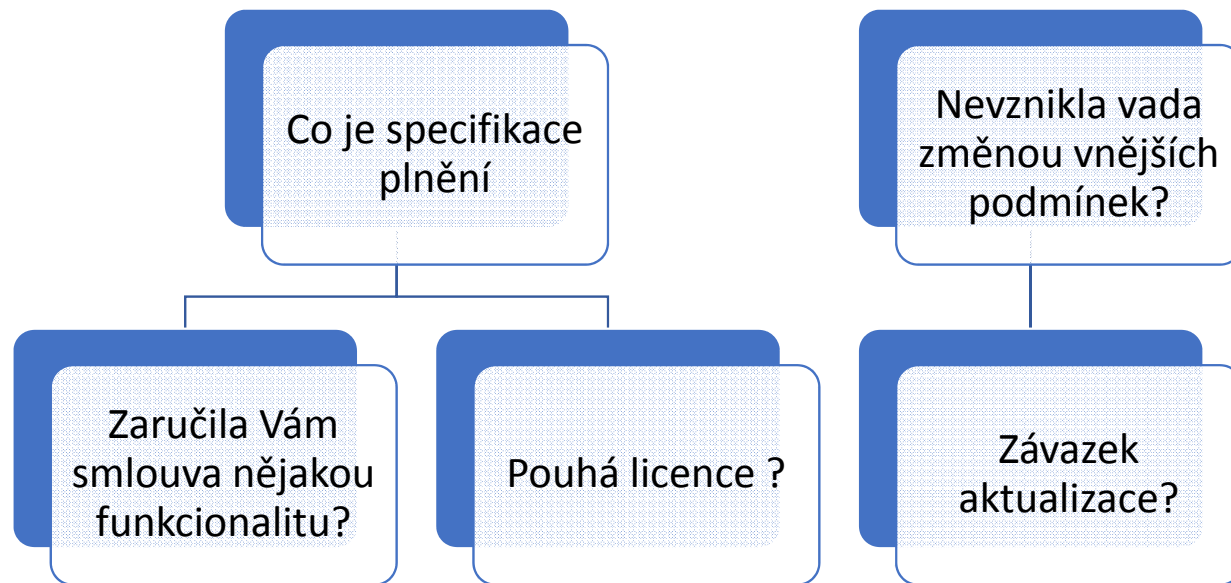 Co je specifikace
plnění
Nevznikla vada
změnou vnějších
podmínek?
Zaručila Vám
smlouva nějakou
funkcionalitu?
Pouhá licence ?
Závazek
aktualizace?